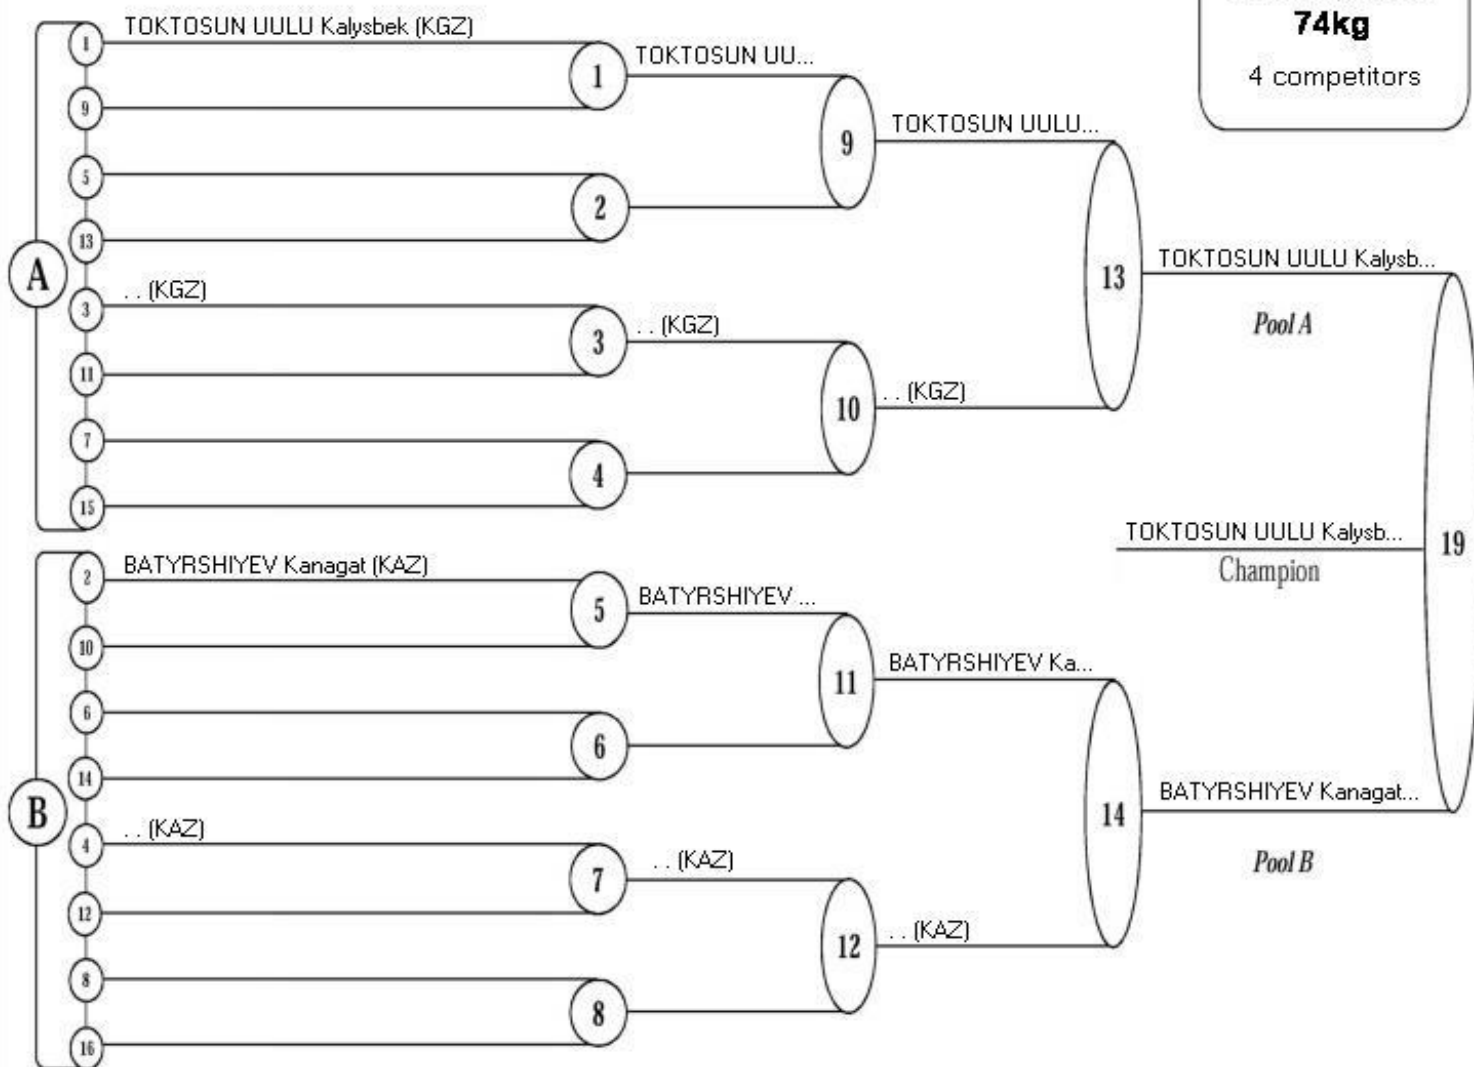 74kg
4 competitors
TOKTOSUN UULU Kalysbek (KGZ)
1
9
5
13
. . (KGZ)
3
11
7
15
A
1
2
3
4
TOKTOSUN UU...
. . (KGZ)
9
10
TOKTOSUN UULU...
. . (KGZ)
13
TOKTOSUN UULU Kalysb...
Pool A
TOKTOSUN UULU Kalysb...
Champion
19
BATYRSHIYEV Kanagat (KAZ)
2
10
6
14
. . (KAZ)
4
12
8
16
B
5
6
7
8
BATYRSHIYEV ...
. . (KAZ)
11
12
BATYRSHIYEV Ka...
. . (KAZ)
14
BATYRSHIYEV Kanagat...
Pool B